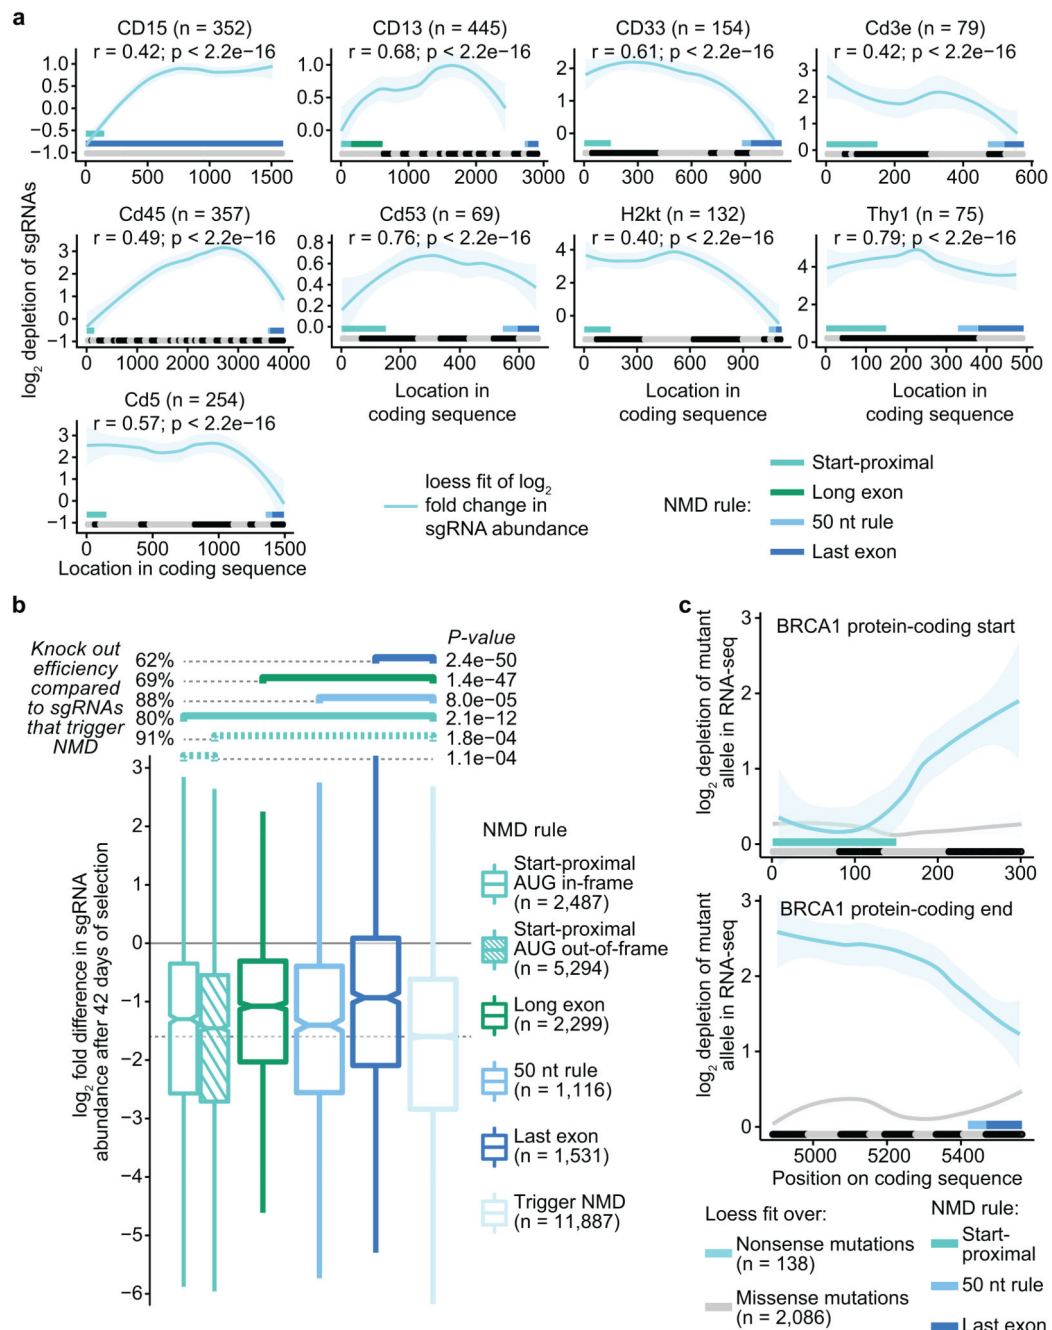 a
CD15 (n = 352)
r = 0.42; p < 2.2e−16
CD13 (n = 445)
r = 0.68; p < 2.2e−16
CD33 (n = 154)
r = 0.61; p < 2.2e−16
Cd3e (n = 79)
r = 0.42; p < 2.2e−16
1.0
0.5
0.0
−0.5
−1.0
0 500 1000 1500
1.0
0.5
0.0
0 1000 2000 3000
2
1
0
0 300 600 900
3
2
1
0
0 200 400 600
log2 depletion of sgRNAs
Cd45 (n = 357)
r = 0.49; p < 2.2e−16
Cd53 (n = 69)
r = 0.76; p < 2.2e−16
H2kt (n = 132)
r = 0.40; p < 2.2e−16
Thy1 (n = 75)
r = 0.79; p < 2.2e−16
3
2
1
0
−1
0 1000 2000 3000 4000
0.8
0.6
0.4
0.2
0.0
0 200 400 600
4
2
0
0 300 600 900
4
2
0
0 100 200 300 400 500
Location in
coding sequence
Location in
coding sequence
Location in
coding sequence
Cd5 (n = 254)
r = 0.57; p < 2.2e−16
3
2
1
0
−1
0 500 1000 1500
Location in coding sequence
loess fit of log2
fold change in
sgRNA abundance
NMD rule:
Start-proximal
Long exon
50 nt rule
Last exon
b
Knock out
efficiency
compared
to sgRNAs
that trigger
NMD
P-value
62% 2.4e−50
69% 1.4e−47
88% 8.0e−05
80% 2.1e−12
91% 1.8e−04
1.1e−04
log2 fold difference in sgRNA
abundance after 42 days of selection
3
2
1
0
−1
−2
−3
−4
−5
−6
NMD rule
Start-proximal
AUG in-frame
(n = 2,487)
Start-proximal
AUG out-of-frame
(n = 5,294)
Long exon
(n = 2,299)
50 nt rule
(n = 1,116)
Last exon
(n = 1,531)
Trigger NMD
(n = 11,887)
c
BRCA1 protein-coding start
log2 depletion of mutant
allele in RNA-seq
3
2
1
0
0 100 200 300
BRCA1 protein-coding end
log2 depletion of mutant
allele in RNA-seq
3
2
1
0
5000 5200 5400
Position on coding sequence
Loess fit over:
Nonsense mutations
(n = 138)
Missense mutations
(n = 2,086)
NMD rule:
Start-
proximal
50 nt rule
Last exon